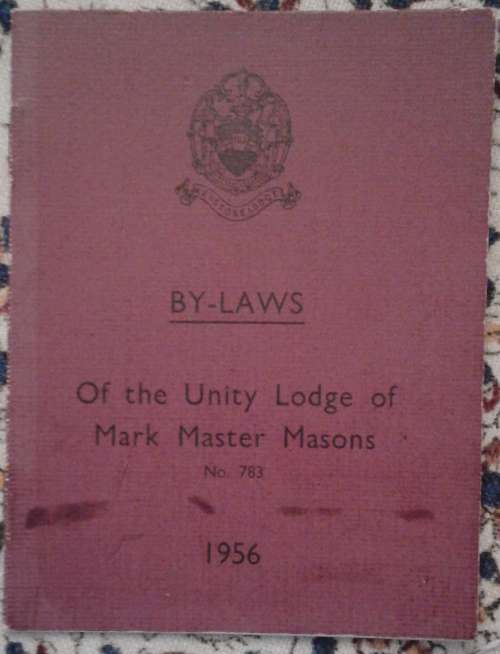 BY-LAWS
Of the Unity Lodge of
Mark Master Masons
No. 783
1956